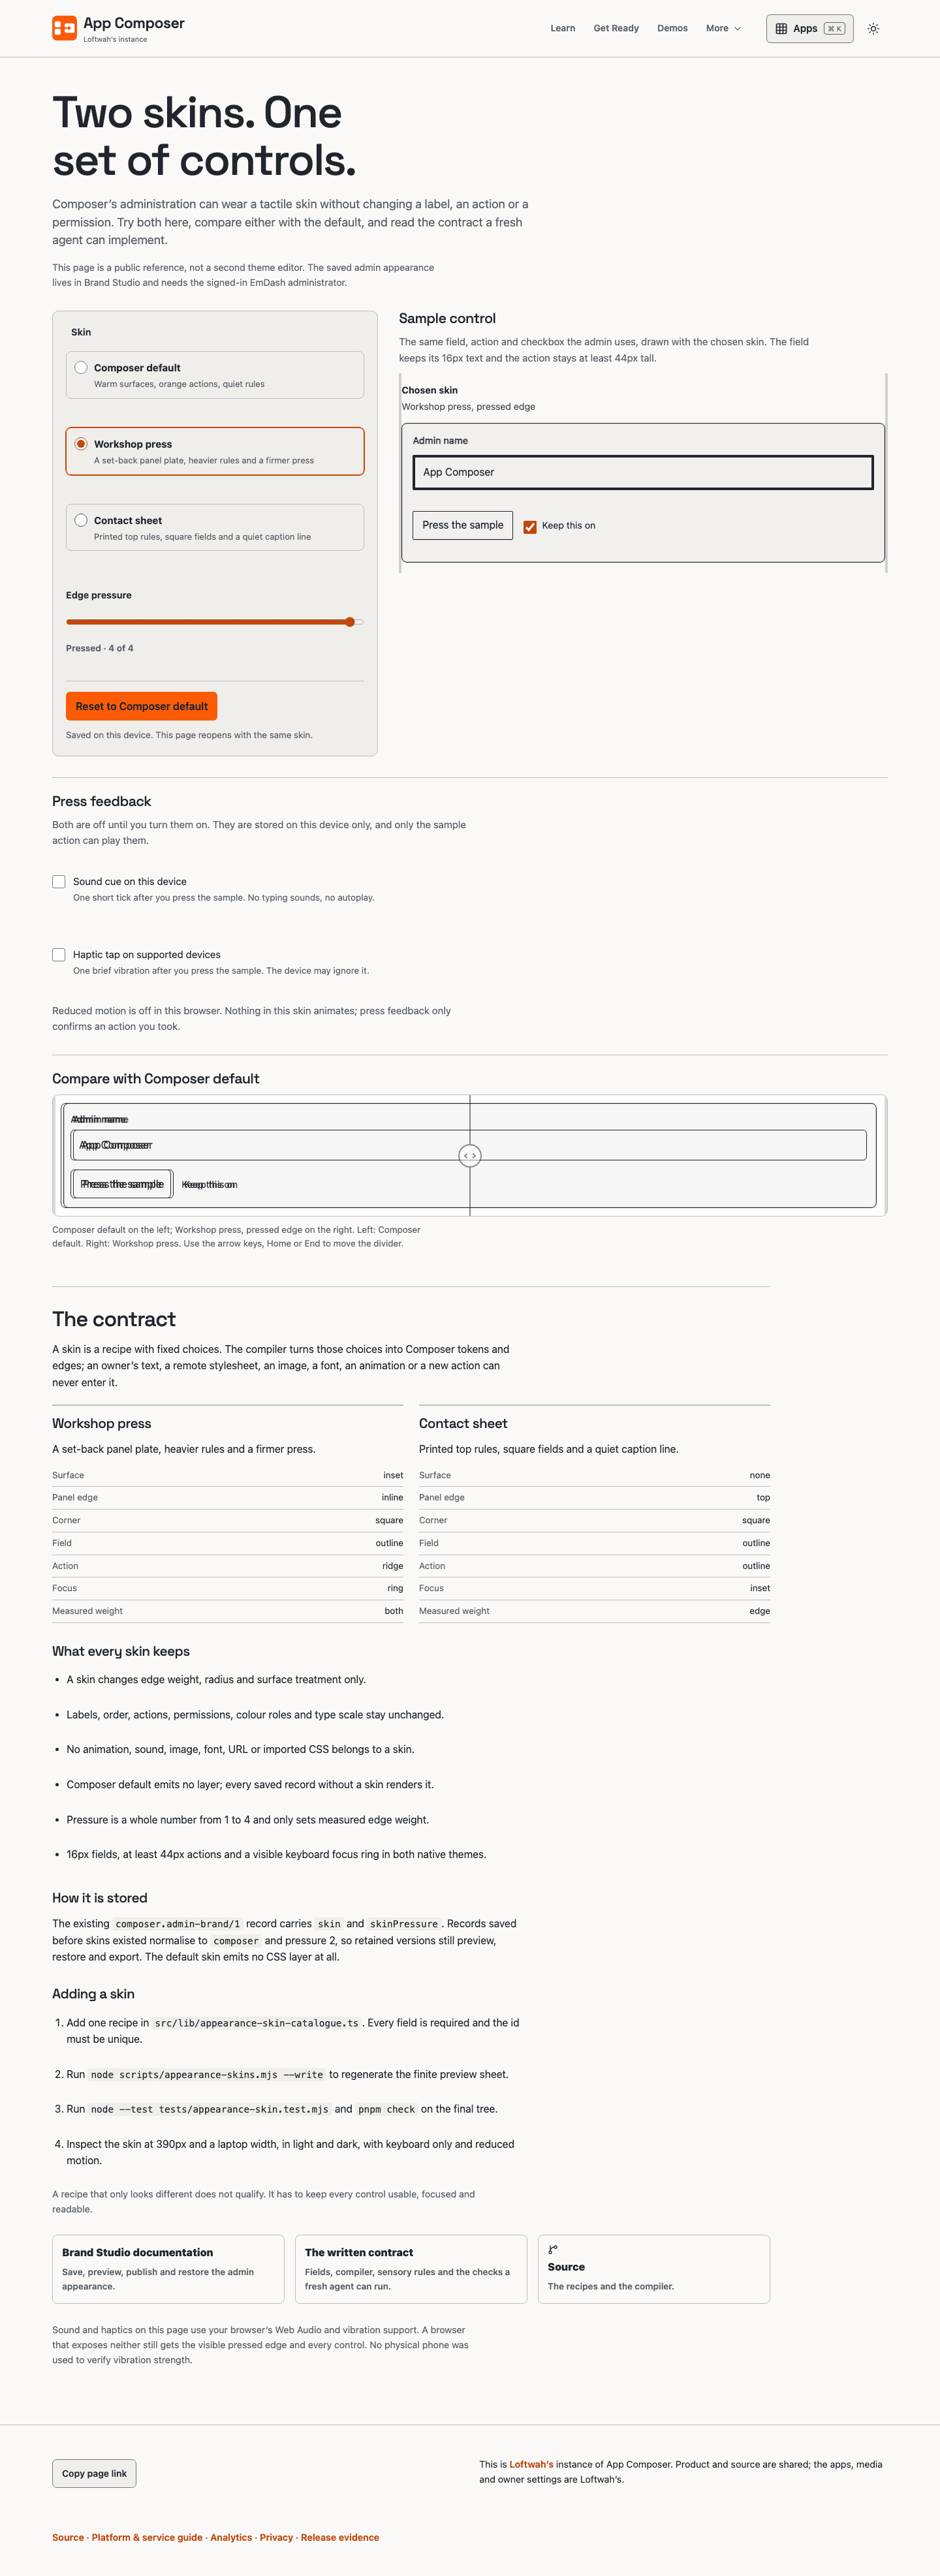 App Composer
Loftwah's instance
Learn
Get Ready
Demos
More
Apps
⌘ K
Two skins. One
set of controls.
Composer's administration can wear a tactile skin without changing a label, an action or a
permission. Try both here, compare either with the default, and read the contract a fresh
agent can implement.
This page is a public reference, not a second theme editor. The saved admin appearance
lives in Brand Studio and needs the signed-in EmDash administrator.
Skin
Composer default
Warm surfaces, orange actions, quiet rules
Workshop press
A set-back panel plate, heavier rules and a firmer press
Contact sheet
Printed top rules, square fields and a quiet caption line
Edge pressure
Pressed · 4 of 4
Reset to Composer default
Saved on this device. This page reopens with the same skin.
Sample control
The same field, action and checkbox the admin uses, drawn with the chosen skin. The field
keeps its 16px text and the action stays at least 44px tall.
Chosen skin
Workshop press, pressed edge
Admin name
App Composer
Press the sample
Keep this on
Press feedback
Both are off until you turn them on. They are stored on this device only, and only the sample
action can play them.
Sound cue on this device
One short tick after you press the sample. No typing sounds, no autoplay.
Haptic tap on supported devices
One brief vibration after you press the sample. The device may ignore it.
Reduced motion is off in this browser. Nothing in this skin animates; press feedback only
confirms an action you took.
Compare with Composer default
Admin name
App Composer
Press the sample
Keep this on
Composer default on the left; Workshop press, pressed edge on the right. Left: Composer
default. Right: Workshop press. Use the arrow keys, Home or End to move the divider.
The contract
A skin is a recipe with fixed choices. The compiler turns those choices into Composer tokens and
edges; an owner's text, a remote stylesheet, an image, a font, an animation or a new action can
never enter it.
Workshop press
A set-back panel plate, heavier rules and a firmer press.
Surface inset
Panel edge inline
Corner square
Field outline
Action ridge
Focus ring
Measured weight both
Contact sheet
Printed top rules, square fields and a quiet caption line.
Surface none
Panel edge top
Corner square
Field outline
Action outline
Focus inset
Measured weight edge
What every skin keeps
• A skin changes edge weight, radius and surface treatment only.
• Labels, order, actions, permissions, colour roles and type scale stay unchanged.
• No animation, sound, image, font, URL or imported CSS belongs to a skin.
• Composer default emits no layer; every saved record without a skin renders it.
• Pressure is a whole number from 1 to 4 and only sets measured edge weight.
• 16px fields, at least 44px actions and a visible keyboard focus ring in both native themes.
How it is stored
The existing composer.admin-brand/1 record carries skin and skinPressure. Records saved
before skins existed normalise to composer and pressure 2, so retained versions still preview,
restore and export. The default skin emits no CSS layer at all.
Adding a skin
1. Add one recipe in src/lib/appearance-skin-catalogue.ts. Every field is required and the id
must be unique.
2. Run node scripts/appearance-skins.mjs --write to regenerate the finite preview sheet.
3. Run node --test tests/appearance-skin.test.mjs and pnpm check on the final tree.
4. Inspect the skin at 390px and a laptop width, in light and dark, with keyboard only and reduced
motion.
A recipe that only looks different does not qualify. It has to keep every control usable, focused and
readable.
Brand Studio documentation
Save, preview, publish and restore the admin
appearance.
The written contract
Fields, compiler, sensory rules and the checks a
fresh agent can run.
Source
The recipes and the compiler.
Sound and haptics on this page use your browser's Web Audio and vibration support. A browser
that exposes neither still gets the visible pressed edge and every control. No physical phone was
used to verify vibration strength.
Copy page link
This is Loftwah's instance of App Composer. Product and source are shared; the apps, media
and owner settings are Loftwah's.
Source · Platform & service guide · Analytics · Privacy · Release evidence